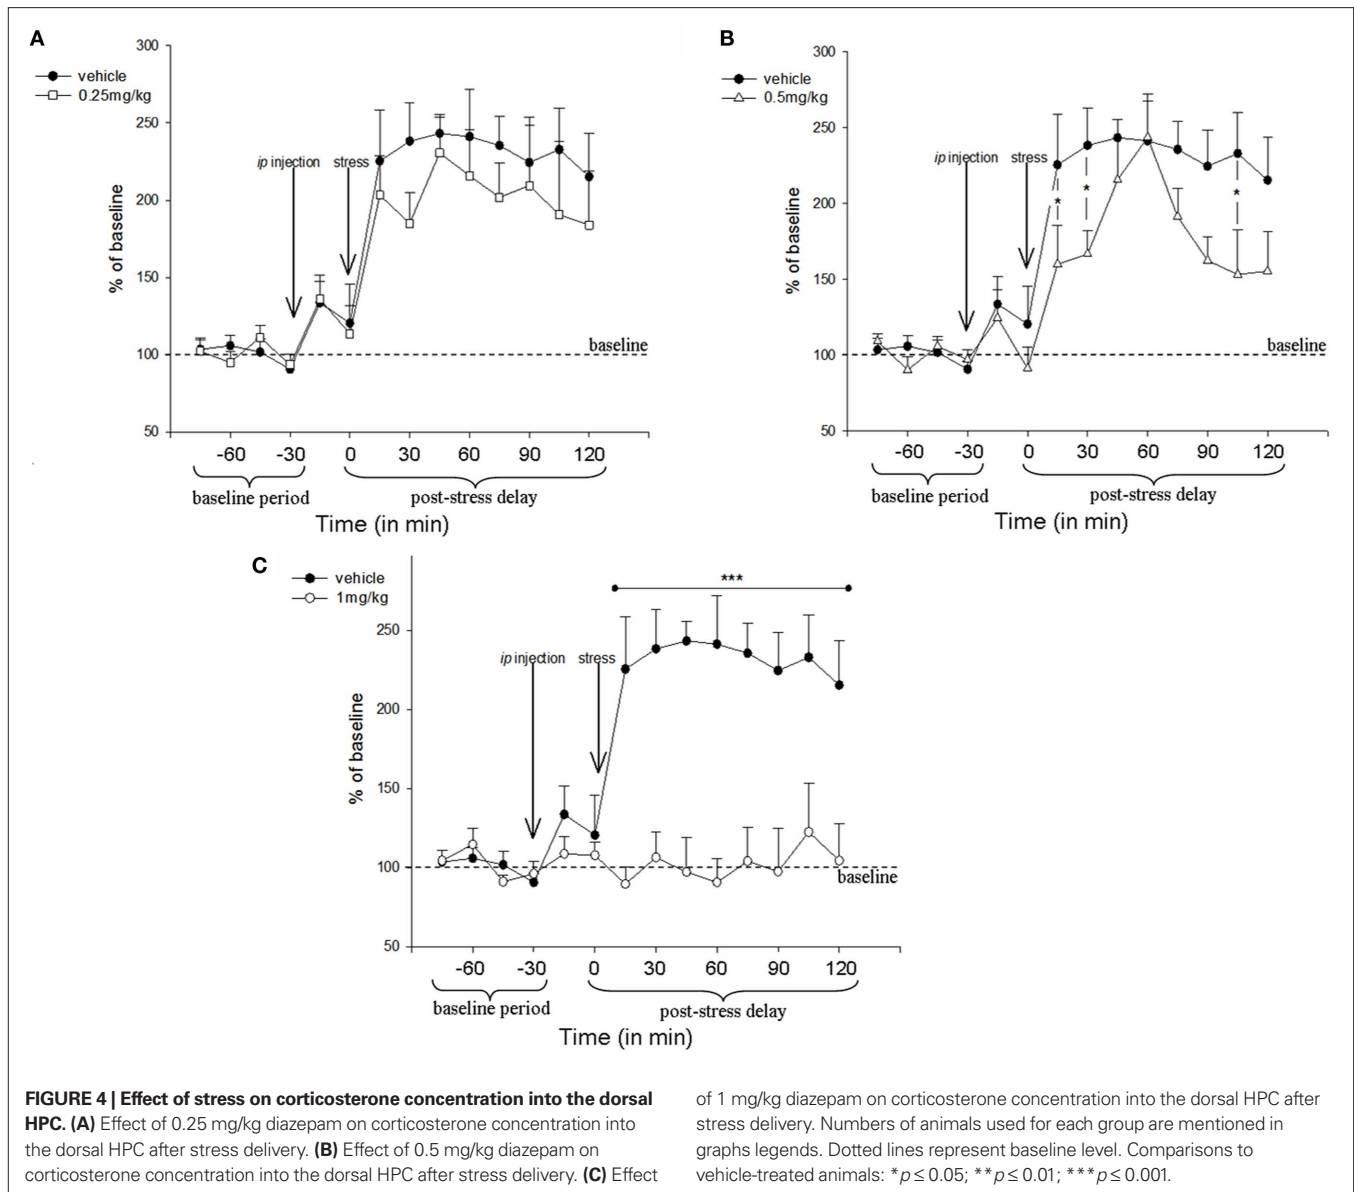 A
vehicle
0.25mg/kg
300
250
200
150
100
50
% of baseline
ip injection
stress
baseline
-60
-30
0
30
60
90
120
baseline period
post-stress delay
Time (in min)
B
vehicle
0.5mg/kg
300
250
200
150
100
50
% of baseline
ip injection
stress
*
*
*
baseline
-60
-30
0
30
60
90
120
baseline period
post-stress delay
Time (in min)
C
vehicle
1mg/kg
***
250
200
150
100
50
% of baseline
ip injection
stress
baseline
-60
-30
0
30
60
90
120
baseline period
post-stress delay
Time (in min)
FIGURE 4 | Effect of stress on corticosterone concentration into the dorsal
HPC. (A) Effect of 0.25 mg/kg diazepam on corticosterone concentration into
the dorsal HPC after stress delivery. (B) Effect of 0.5 mg/kg diazepam on
corticosterone concentration into the dorsal HPC after stress delivery. (C) Effect
of 1 mg/kg diazepam on corticosterone concentration into the dorsal HPC after
stress delivery. Numbers of animals used for each group are mentioned in
graphs legends. Dotted lines represent baseline level. Comparisons to
vehicle-treated animals: *p ≤ 0.05; **p ≤ 0.01; ***p ≤ 0.001.